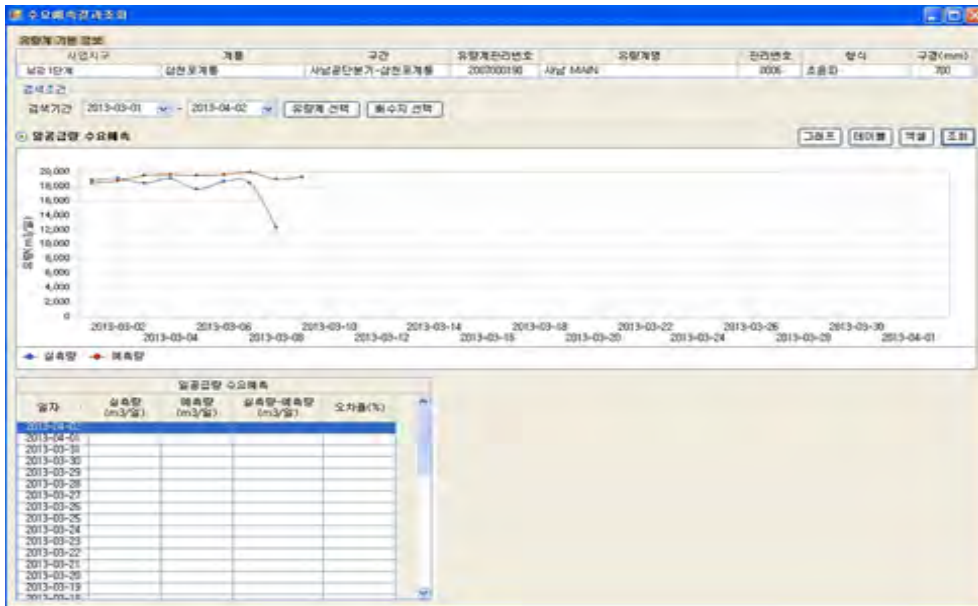 수요예측결과조회
유량계 기본 정보
사업지구 계통 구간 유량계관리번호 유량계명 관리번호 형식 구경(mm)
남강1단계 삼천포계통 사남공단분기-삼천포계통 2007000190 사남 MAIN 0006 초음파 700
검색조건
검색기간 2013-03-01 - 2013-04-02 유량계 선택 배수지 선택
일공급량 수요예측 그래프 테이블 엑셀 조회
유량(m3/일)
20,000
18,000
16,000
14,000
12,000
10,000
8,000
6,000
4,000
2,000
0
2013-03-02 2013-03-06 2013-03-10 2013-03-14 2013-03-18 2013-03-22 2013-03-26 2013-03-30
2013-03-04 2013-03-08 2013-03-12 2013-03-16 2013-03-20 2013-03-24 2013-03-28 2013-04-01
실측량 예측량
일공급량 수요예측
일자 실측량 (m3/일) 예측량 (m3/일) 실측량-예측량 (m3/일) 오차율(%)
2013-04-02
2013-04-01
2013-03-31
2013-03-30
2013-03-29
2013-03-28
2013-03-27
2013-03-26
2013-03-25
2013-03-24
2013-03-23
2013-03-22
2013-03-21
2013-03-20
2013-03-19
2013-03-18